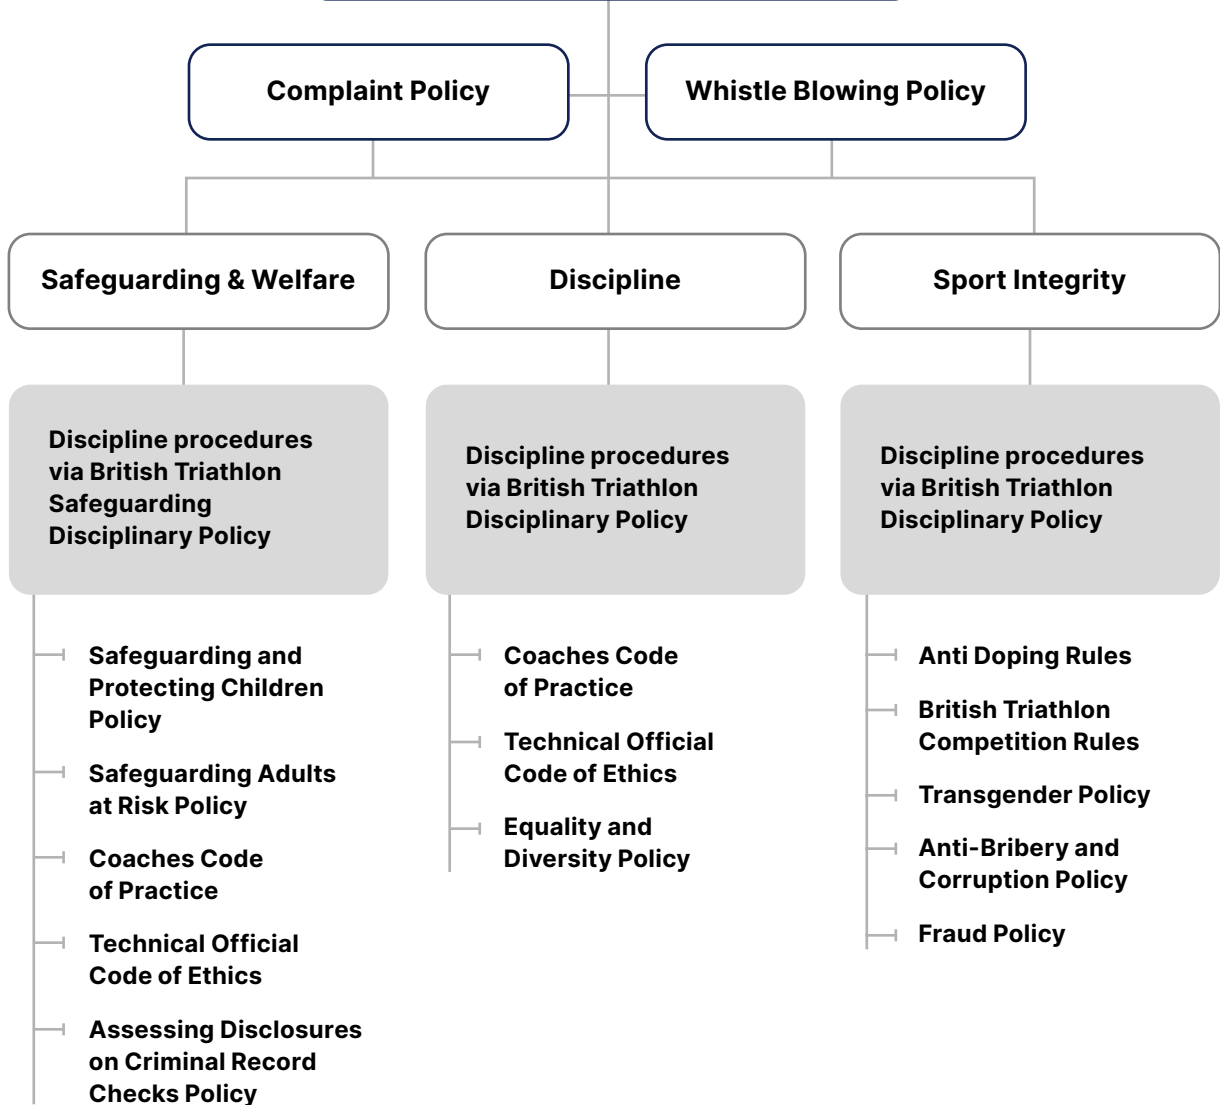 Complaint Policy
Whistle Blowing Policy
Safeguarding & Welfare
Discipline
Sport Integrity
Discipline procedures
via British Triathlon
Safeguarding
Disciplinary Policy
Discipline procedures
via British Triathlon
Disciplinary Policy
Discipline procedures
via British Triathlon
Disciplinary Policy
Safeguarding and
Protecting Children
Policy
Safeguarding Adults
at Risk Policy
Coaches Code
of Practice
Technical Official
Code of Ethics
Assessing Disclosures
on Criminal Record
Checks Policy
Coaches Code
of Practice
Technical Official
Code of Ethics
Equality and
Diversity Policy
Anti Doping Rules
British Triathlon
Competition Rules
Transgender Policy
Anti-Bribery and
Corruption Policy
Fraud Policy